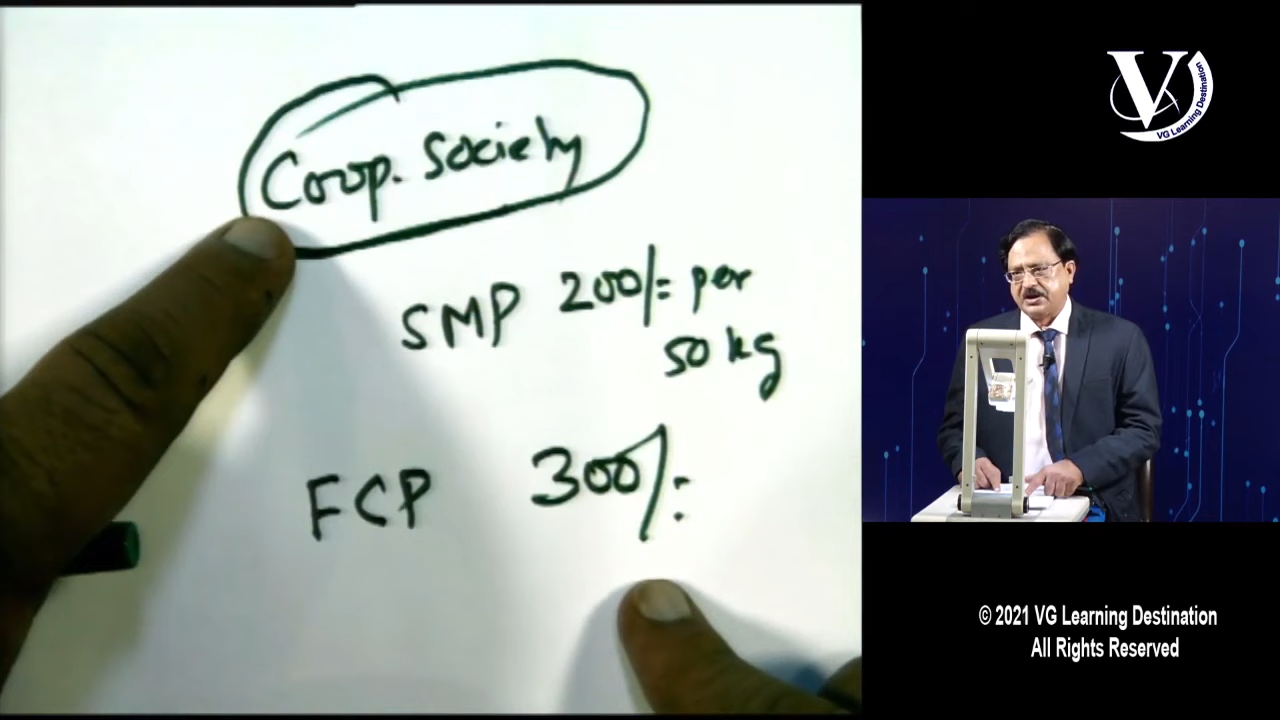 Coop. Society
SMP 200/= per
50 kg
FCP 300/=
V
VG Learning Destination
© 2021 VG Learning Destination
All Rights Reserved